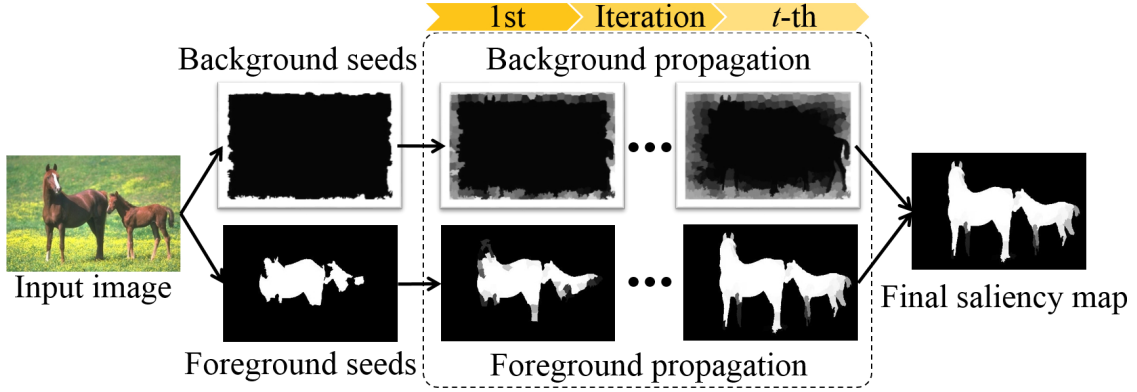 1st
Iteration
t-th
Background seeds
Background propagation
Input image
Final saliency map
Foreground seeds
Foreground propagation